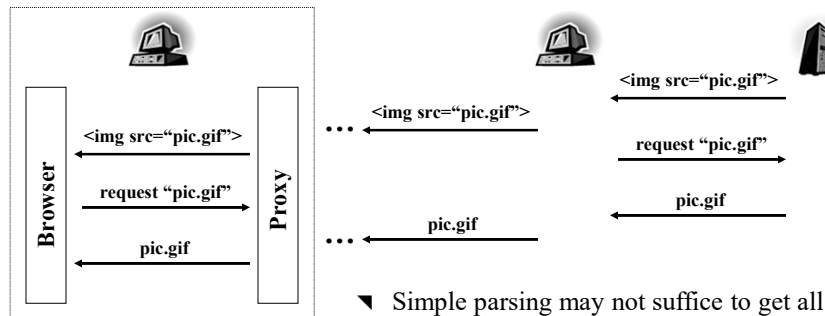 <img src=“pic.gif”>
<img src=“pic.gif”>
<img src=“pic.gif”>
request “pic.gif”
request “pic.gif”
pic.gif
pic.gif
pic.gif
Browser
Proxy
...
...
Simple parsing may not suffice to get all